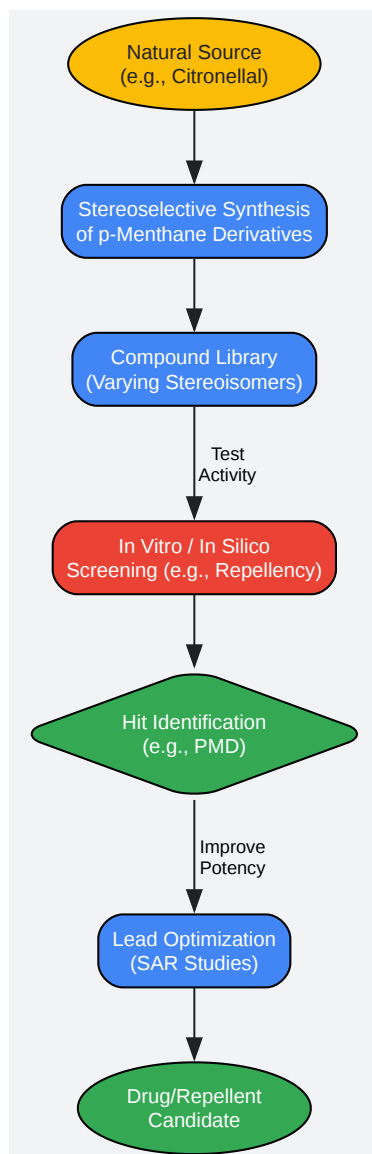 Natural Source
(e.g., Citronellal)
Stereoselective Synthesis
of p-Menthane Derivatives
Compound Library
(Varying Stereoisomers)
Test
Activity
In Vitro / In Silico
Screening (e.g., Repellency)
Hit Identification
(e.g., PMD)
Improve
Potency
Lead Optimization
(SAR Studies)
Drug/Repellent
Candidate